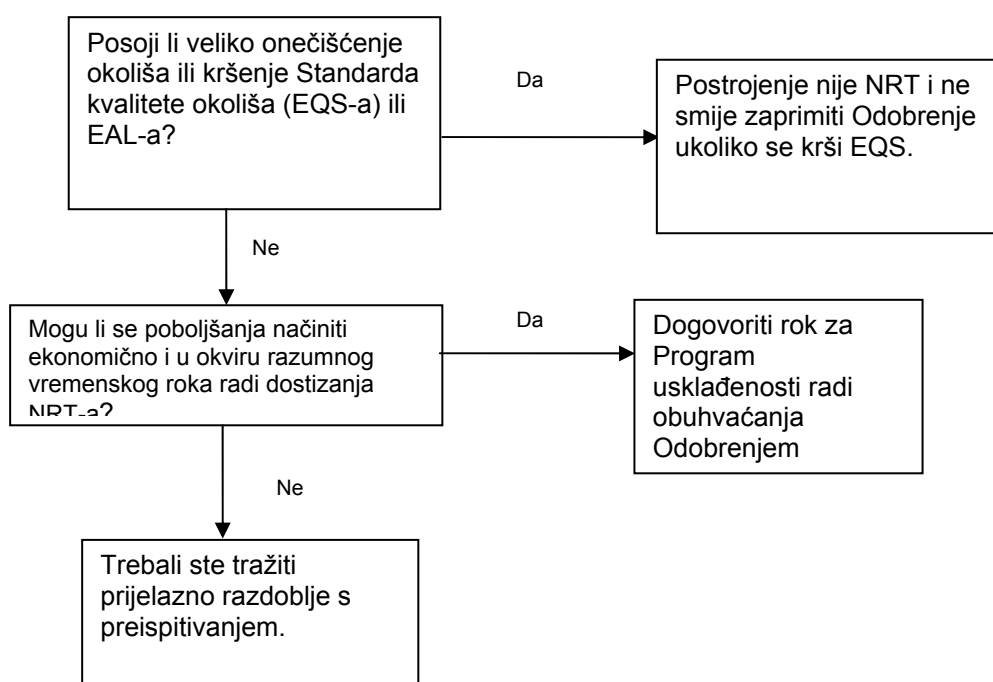 Posoji li veliko onečišćenje
okoliša ili kršenje Standarda
kvalitete okoliša (EQS-a) ili
EAL-a?
Da
Postrojenje nije NRT i ne
smije zaprimiti Odobrenje
ukoliko se krši EQS.
Ne
Mogu li se poboljšanja načiniti
ekonomično i u okviru razumnog
vremenskog roka radi dostizanja
NRT-a?
Da
Dogovoriti rok za
Program
usklađenosti radi
obuhvaćanja
Odobrenjem
Ne
Trebali ste tražiti
prijelazno razdoblje s
preispitivanjem.